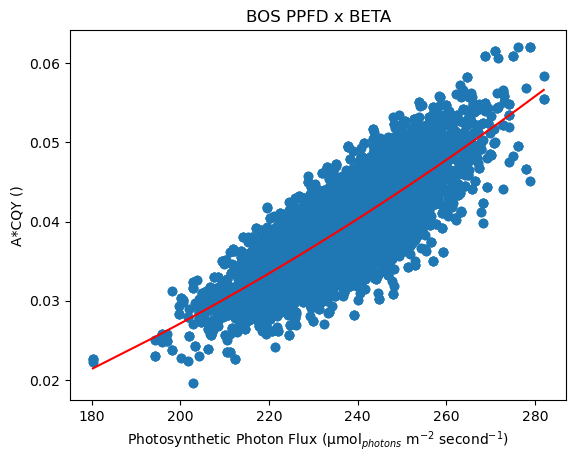 BOS PPFD x BETA
A*CQY ()
0.06
0.05
0.04
0.03
0.02
180 200 220 240 260 280
Photosynthetic Photon Flux (μmol$_{photons}$ m$^{-2}$ second$^{-1}$)